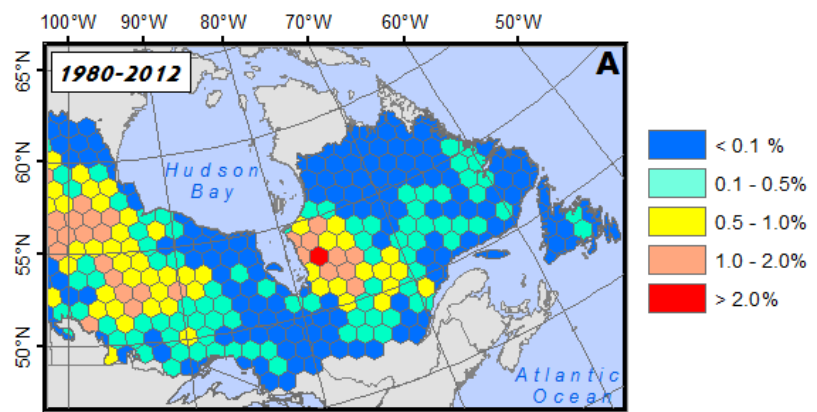 100°W 90°W 80°W 70°W 60°W 50°W
65°N
60°N
55°N
50°N
1980-2012
A
Hudson
Bay
Atlantic
Ocean
< 0.1 %
0.1 - 0.5%
0.5 - 1.0%
1.0 - 2.0%
> 2.0%